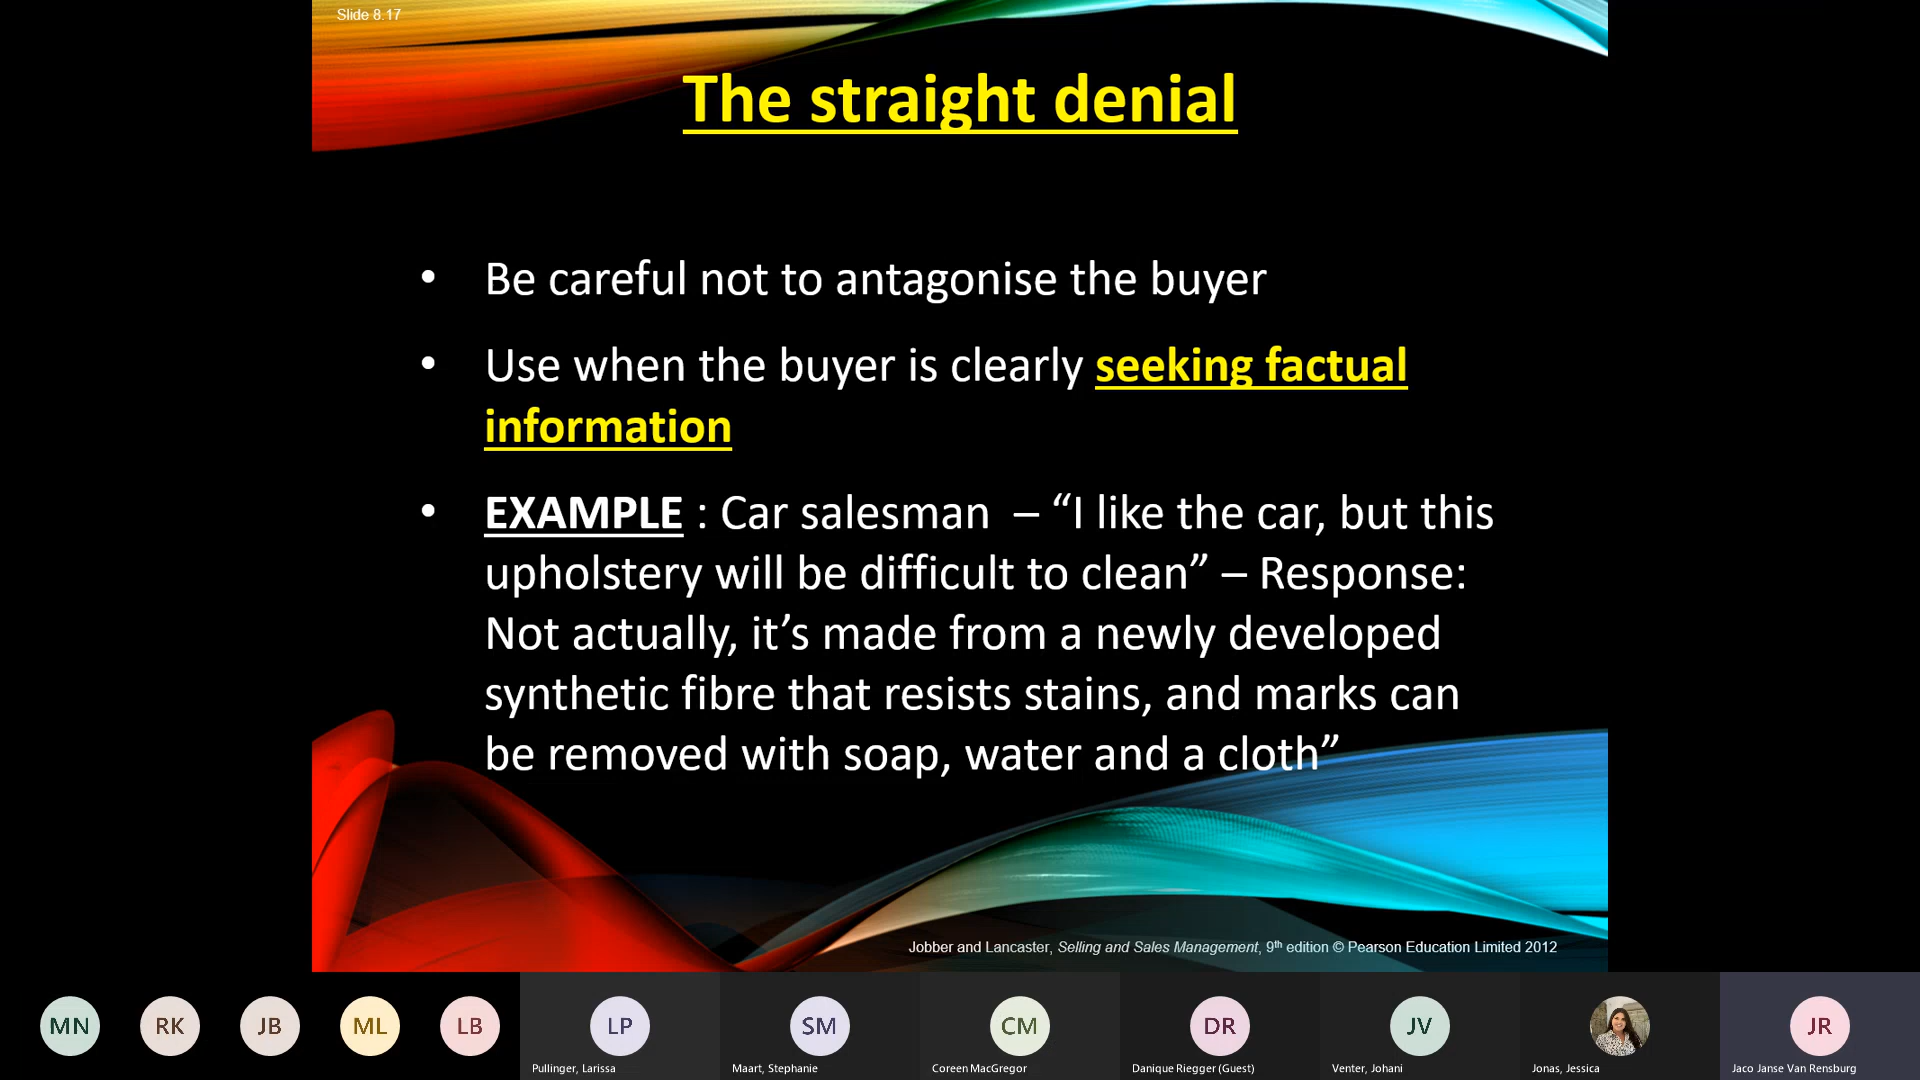 Slide 8.17
The straight denial
• Be careful not to antagonise the buyer
• Use when the buyer is clearly seeking factual
information
• EXAMPLE : Car salesman – “I like the car, but this
upholstery will be difficult to clean” – Response:
Not actually, it’s made from a newly developed
synthetic fibre that resists stains, and marks can
be removed with soap, water and a cloth”
Jobber and Lancaster, Selling and Sales Management, 9th edition © Pearson Education Limited 2012
MN RK JB ML LB LP SM CM DR JV JR
Pullinger, Larissa Maart, Stephanie Coreen MacGregor Danique Riegger (Guest) Venter, Johani Jonas, Jessica Jaco Janse Van Rensburg